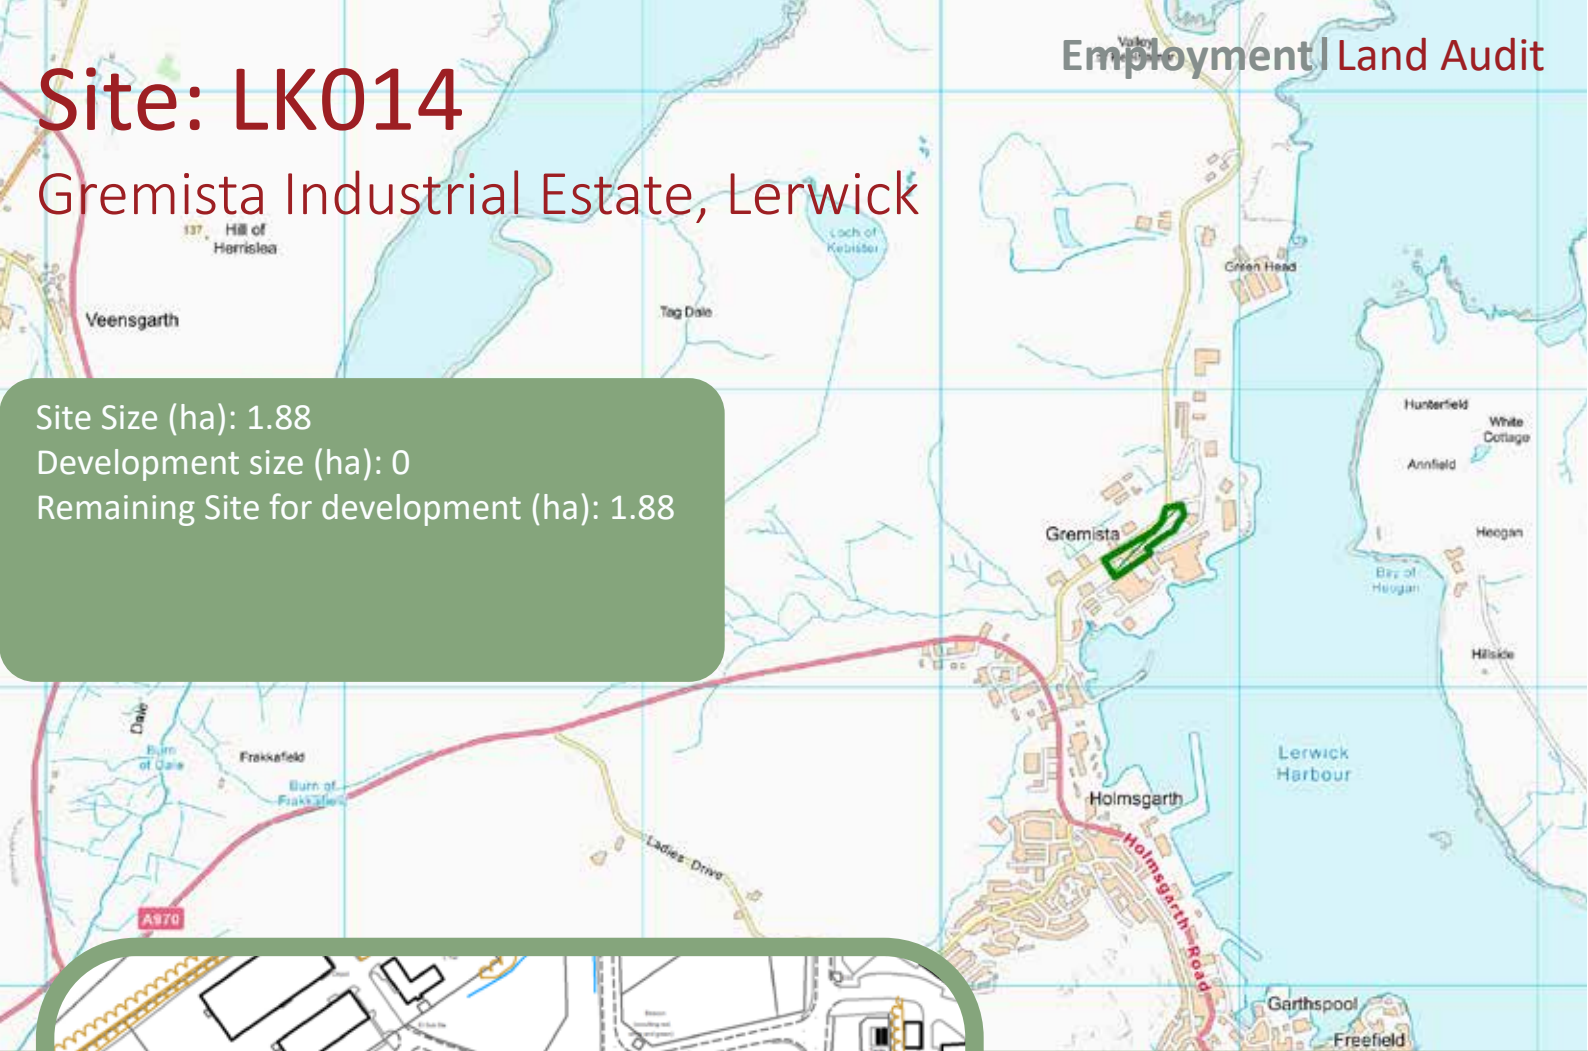 Employment Land Audit
Site: LK014
Gremista Industrial Estate, Lerwick
137
Hill of
Herrislea
Loch of
Kebister
Green Head
Veensgarth
Tag Dale
Site Size (ha): 1.88
Development size (ha): 0
Remaining Site for development (ha): 1.88
Hunterfield
White
Cottage
Annfield
Gremista
Heogan
Bay of
Heogan
Hillside
Dale
Burn
of Dale
Frakkafield
Burn of
Frakkafield
Lerwick
Harbour
Holmsgarth
Ladies Drive
Holmsgarth Road
A970
Garthspool
Freefield